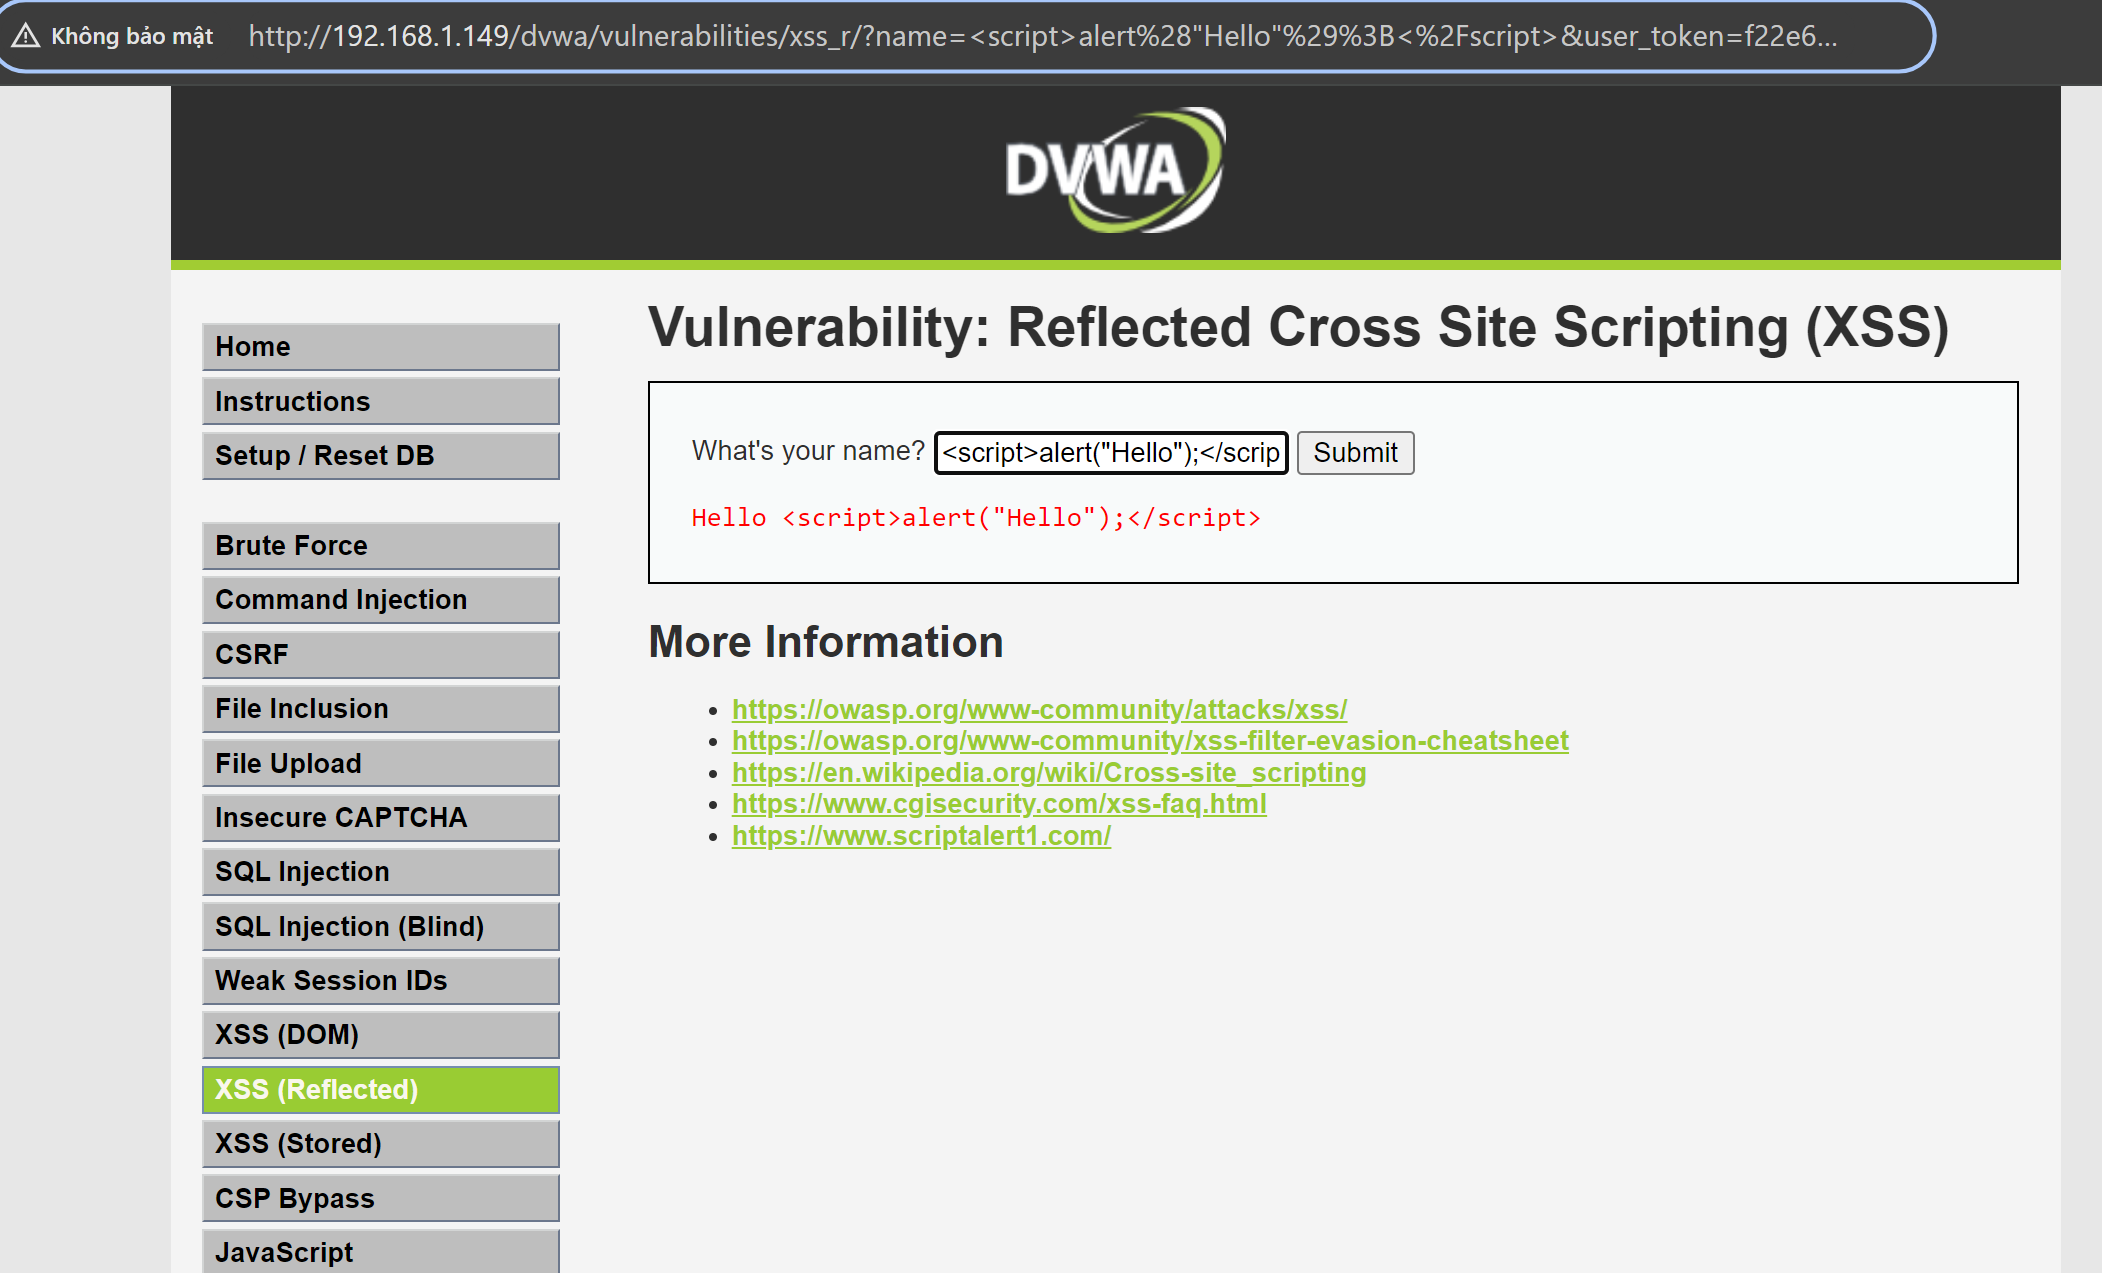 Không bảo mật http://192.168.1.149/dvwa/vulnerabilities/xss_r/?name=<script>alert%28"Hello"%29%3B<%2Fscript>&user_token=f22e6...
DVWA
Home
Instructions
Setup / Reset DB
Brute Force
Command Injection
CSRF
File Inclusion
File Upload
Insecure CAPTCHA
SQL Injection
SQL Injection (Blind)
Weak Session IDs
XSS (DOM)
XSS (Reflected)
XSS (Stored)
CSP Bypass
JavaScript
Vulnerability: Reflected Cross Site Scripting (XSS)
What's your name? <script>alert("Hello");</scrip Submit
Hello <script>alert("Hello");</script>
More Information
https://owasp.org/www-community/attacks/xss/
https://owasp.org/www-community/xss-filter-evasion-cheatsheet
https://en.wikipedia.org/wiki/Cross-site_scripting
https://www.cgisecurity.com/xss-faq.html
https://www.scriptalert1.com/